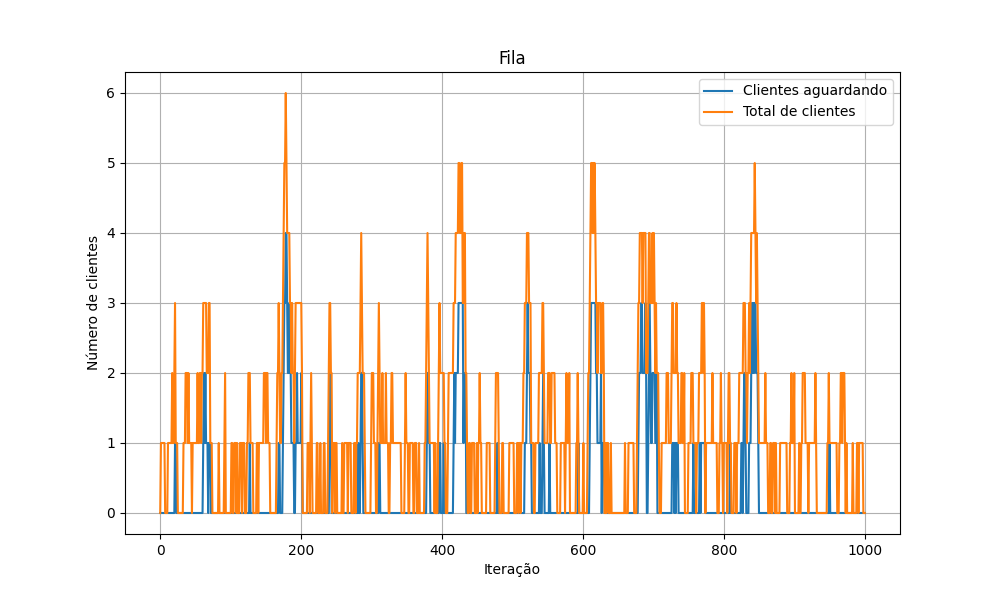 Fila
Clientes aguardando
Total de clientes
6
5
4
3
2
1
0
Número de clientes
0 200 400 600 800 1000
Iteração